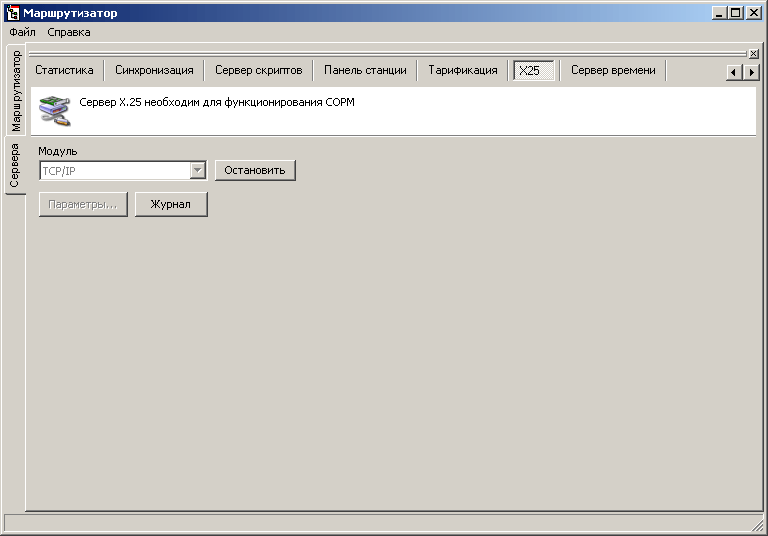 Маршрутизатор
Файл Справка
Маршрутизатор
Сервера
Статистика Синхронизация Сервер скриптов Панель станции Тарификация X25 Сервер времени
Сервер X.25 необходим для функционирования СОРМ
Модуль
TCP/IP Остановить
Параметры... Журнал